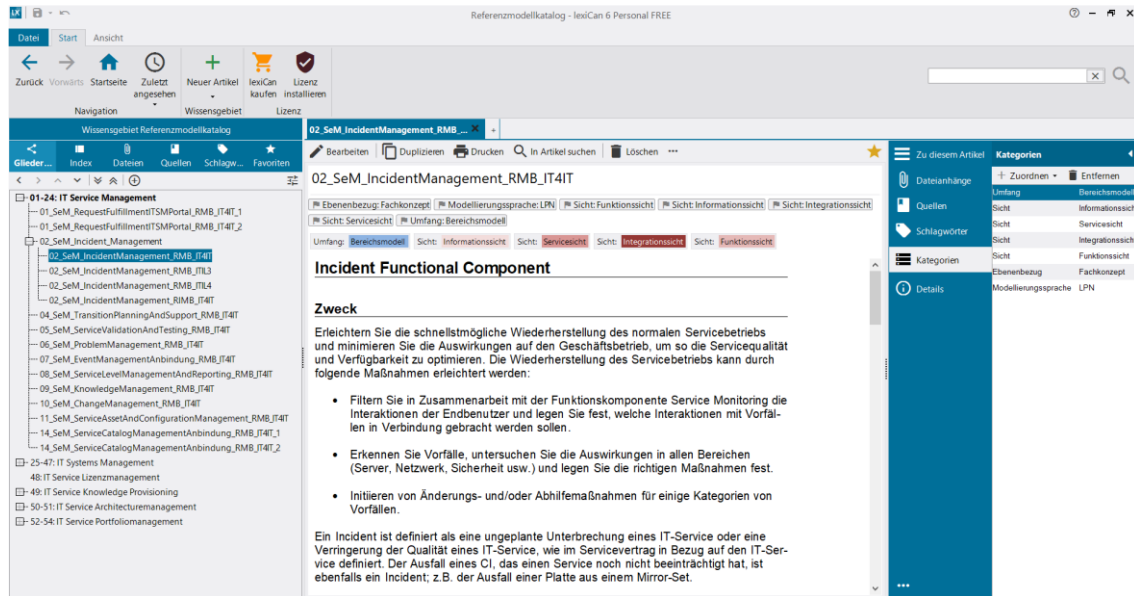 LX
Referenzmodellkatalog - lexiCan 6 Personal FREE
Datei Start Ansicht
Zurück Vorwärts Startseite Zuletzt angesehen Neuer Artikel lexiCan kaufen Lizenz installieren
Navigation Wissensgebiet Lizenz
Wissensgebiet Referenzmodellkatalog
Glieder... Index Dateien Quellen Schlagw... Favoriten
01-24: IT Service Management
01_SeM_RequestFulfillmentITSMPortal_RMB_IT4IT_1
01_SeM_RequestFulfillmentITSMPortal_RMB_IT4IT_2
02_SeM_Incident_Management
02_SeM_IncidentManagement_RMB_IT4IT
02_SeM_IncidentManagement_RMB_ITIL3
02_SeM_IncidentManagement_RMB_ITIL4
02_SeM_IncidentManagement_RIMB_IT4IT
04_SeM_TransitionPlanningAndSupport_RMB_IT4IT
05_SeM_ServiceValidationAndTesting_RMB_IT4IT
06_SeM_ProblemManagement_RMB_IT4IT
07_SeM_EventManagementAnbindung_RMB_IT4IT
08_SeM_ServiceLevelManagementAndReporting_RMB_IT4IT
09_SeM_KnowledgeManagement_RMB_IT4IT
10_SeM_ChangeManagement_RMB_IT4IT
11_SeM_ServiceAssetAndConfigurationManagement_RMB_IT4IT
14_SeM_ServiceCatalogManagementAnbindung_RMB_IT4IT_1
14_SeM_ServiceCatalogManagementAnbindung_RMB_IT4IT_2
25-47: IT Systems Management
48: IT Service Lizenzmanagement
49: IT Service Knowledge Provisioning
50-51: IT Service Architecturemanagement
52-54: IT Service Portfoliomanagement
02_SeM_IncidentManagement_RMB_...
Bearbeiten Duplizieren Drucken In Artikel suchen Löschen ...
02_SeM_IncidentManagement_RMB_IT4IT
Ebenenbezug: Fachkonzept Modellierungssprache: LPN Sicht: Funktionssicht Sicht: Informationssicht Sicht: Integrationssicht
Sicht: Servicesicht Umfang: Bereichsmodell
Umfang: Bereichsmodell Sicht: Informationssicht Sicht: Servicesicht Sicht: Integrationssicht Sicht: Funktionssicht
Incident Functional Component
Zweck
Erleichtern Sie die schnellstmögliche Wiederherstellung des normalen Servicebetriebs
und minimieren Sie die Auswirkungen auf den Geschäftsbetrieb, um so die Servicequalität
und Verfügbarkeit zu optimieren. Die Wiederherstellung des Servicebetriebs kann durch
folgende Maßnahmen erleichtert werden:
• Filtern Sie in Zusammenarbeit mit der Funktionskomponente Service Monitoring die
Interaktionen der Endbenutzer und legen Sie fest, welche Interaktionen mit Vorfäl-
len in Verbindung gebracht werden sollen.
• Erkennen Sie Vorfälle, untersuchen Sie die Auswirkungen in allen Bereichen
(Server, Netzwerk, Sicherheit usw.) und legen Sie die richtigen Maßnahmen fest.
• Initiieren von Änderungs- und/oder Abhilfemaßnahmen für einige Kategorien von
Vorfällen.
Ein Incident ist definiert als eine ungeplante Unterbrechung eines IT-Service oder eine
Verringerung der Qualität eines IT-Service, wie im Servicevertrag in Bezug auf den IT-Ser-
vice definiert. Der Ausfall eines CI, das einen Service noch nicht beeinträchtigt hat, ist
ebenfalls ein Incident; z.B. der Ausfall einer Platte aus einem Mirror-Set.
Zu diesem Artikel
Dateianhänge
Quellen
Schlagwörter
Kategorien
Details
Kategorien
Zuordnen Entfernen
Umfang Bereichsmodell
Sicht Informationssich
Sicht Servicesicht
Sicht Integrationssich
Sicht Funktionssicht
Ebenenbezug Fachkonzept
Modellierungssprache LPN